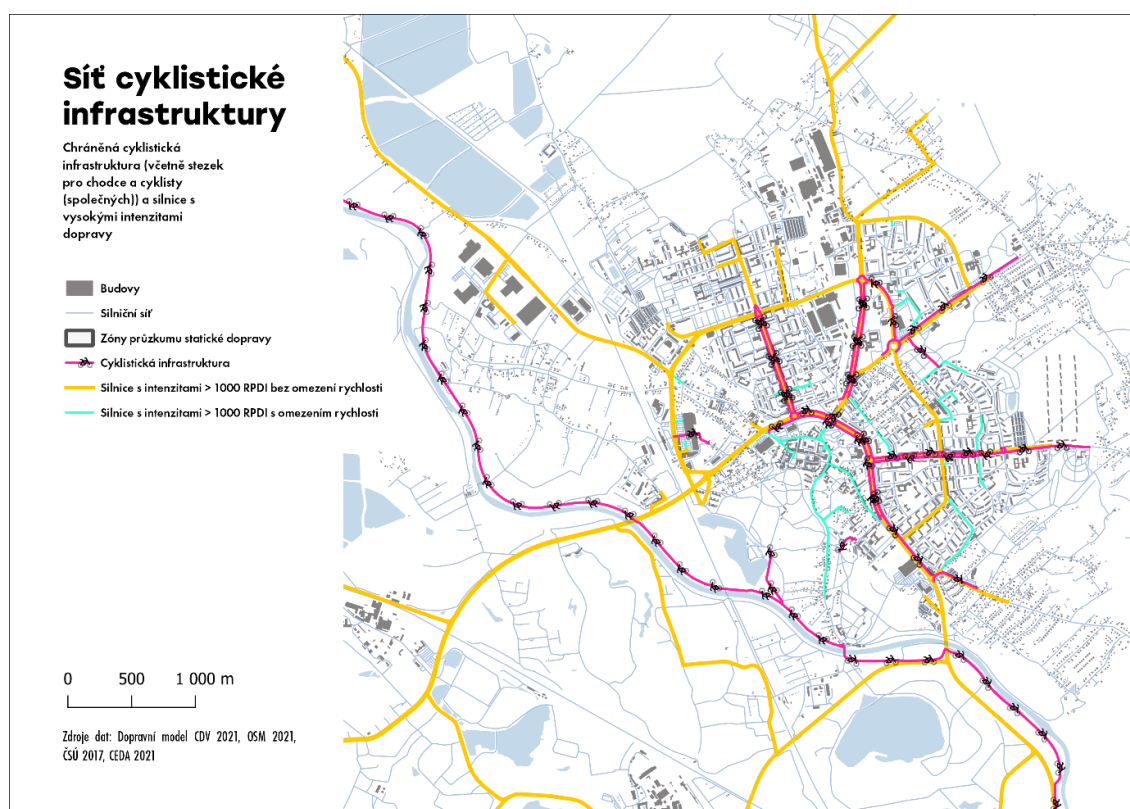 Síť cyklistické
infrastruktury
Chráněná cyklistická
infrastruktura (včetně stezek
pro chodce a cyklisty
(společných)) a silnice s
vysokými intenzitami
dopravy
Budovy
Silniční síť
Zóny průzkumu statické dopravy
Cyklistická infrastruktura
Silnice s intenzitami > 1000 RPDI bez omezení rychlosti
Silnice s intenzitami > 1000 RPDI s omezením rychlosti
0 500 1 000 m
Zdroje dat: Dopravní model CDV 2021, OSM 2021,
ČSÚ 2017, CEDA 2021